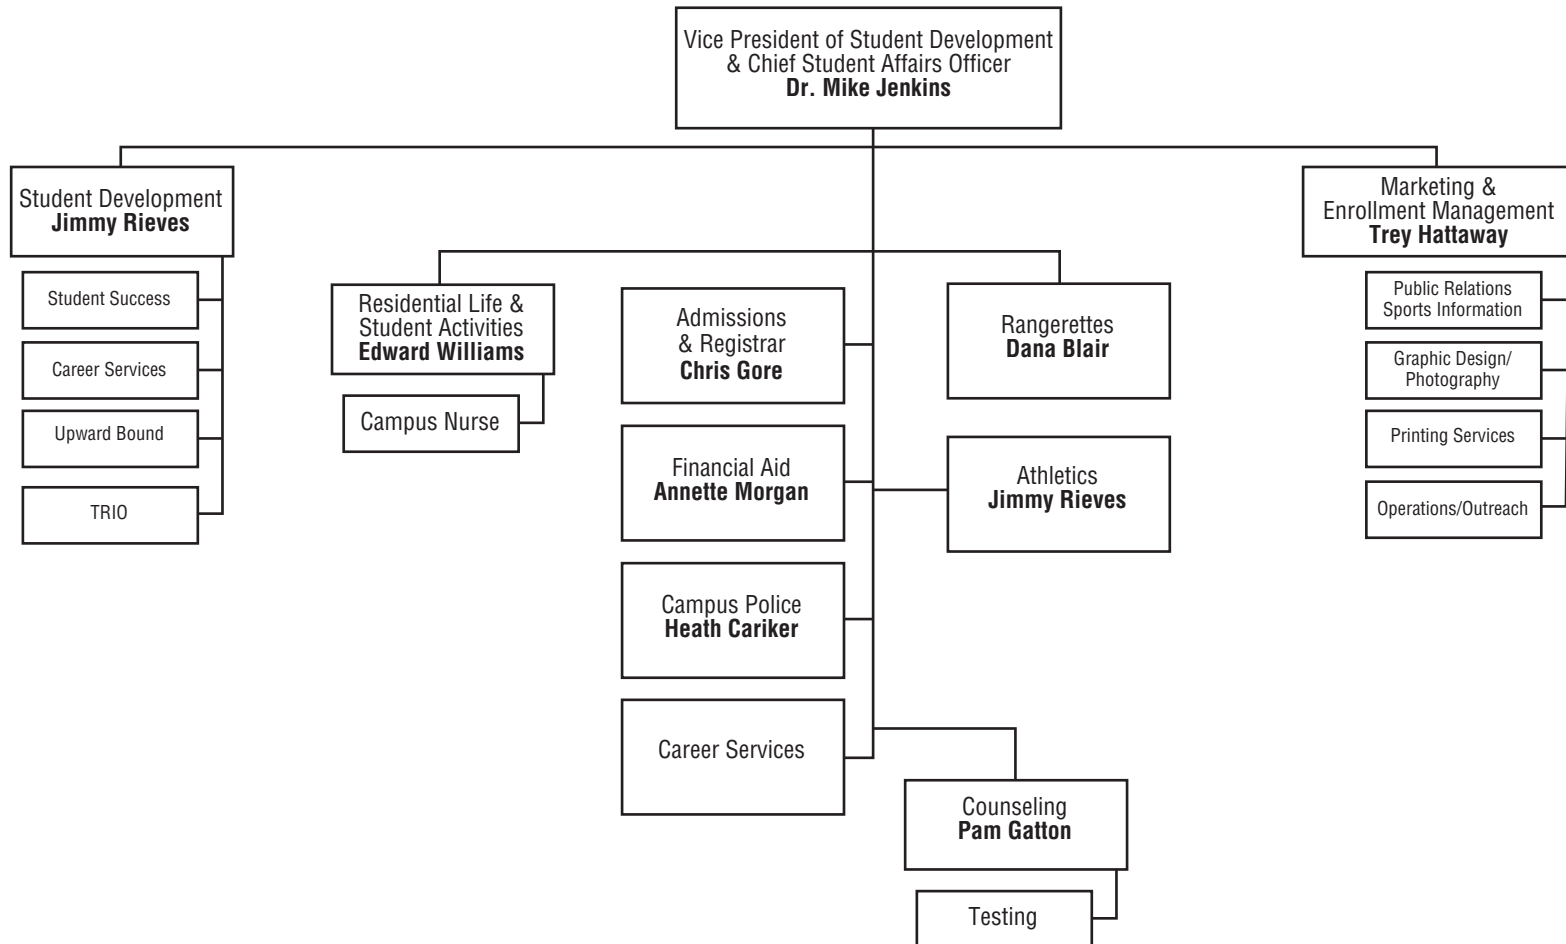 Vice President of Student Development
& Chief Student Affairs Officer
Dr. Mike Jenkins
Student Development
Jimmy Rieves
Student Success
Career Services
Upward Bound
TRIO
Residential Life &
Student Activities
Edward Williams
Campus Nurse
Admissions
& Registrar
Chris Gore
Financial Aid
Annette Morgan
Campus Police
Heath Cariker
Career Services
Rangerettes
Dana Blair
Athletics
Jimmy Rieves
Counseling
Pam Gatton
Testing
Marketing &
Enrollment Management
Trey Hattaway
Public Relations
Sports Information
Graphic Design/
Photography
Printing Services
Operations/Outreach